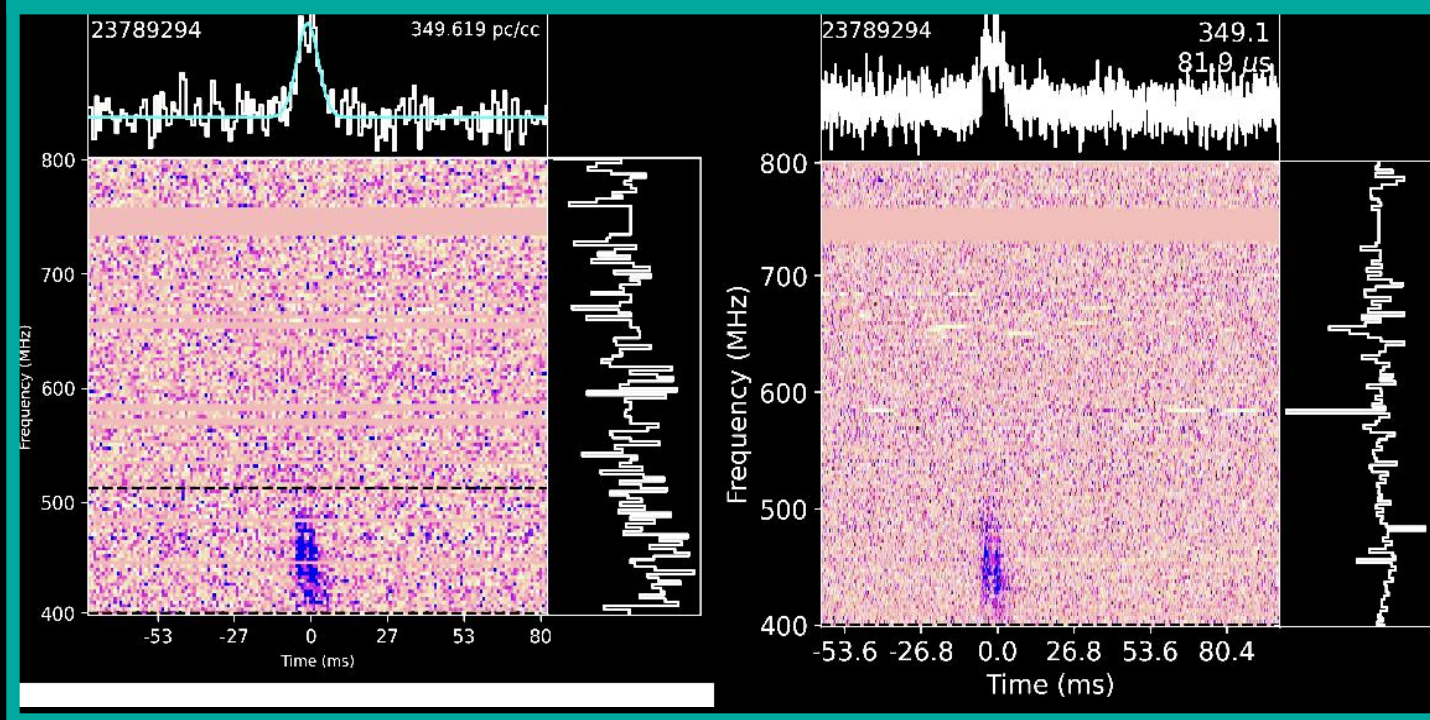 23789294 349.619 pc/cc
800
700
600
500
400
Frequency (MHz)
-53 -27 0 27 53 80
Time (ms)
23789294 349.1
81.9 µs
800
700
600
500
400
Frequency (MHz)
-53.6 -26.8 0.0 26.8 53.6 80.4
Time (ms)